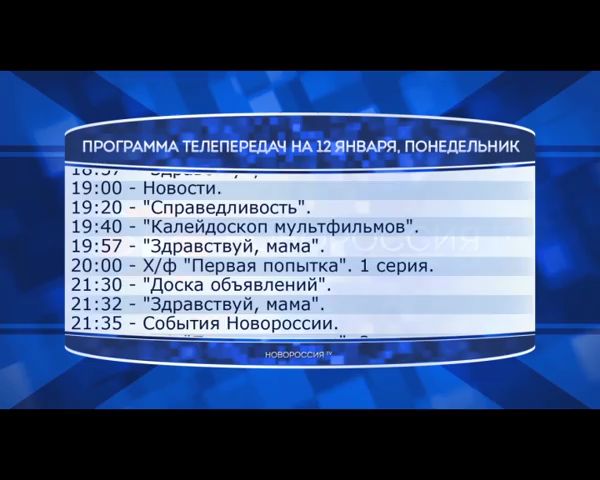 ПРОГРАММА ТЕЛЕПЕРЕДАЧ НА 12 ЯНВАРЯ, ПОНЕДЕЛЬНИК
19:00 - Новости.
19:20 - "Справедливость".
19:40 - "Калейдоскоп мультфильмов".
19:57 - "Здравствуй, мама".
20:00 - Х/ф "Первая попытка". 1 серия.
21:30 - "Доска объявлений".
21:32 - "Здравствуй, мама".
21:35 - События Новороссии.
НОВОРОССИЯ TV